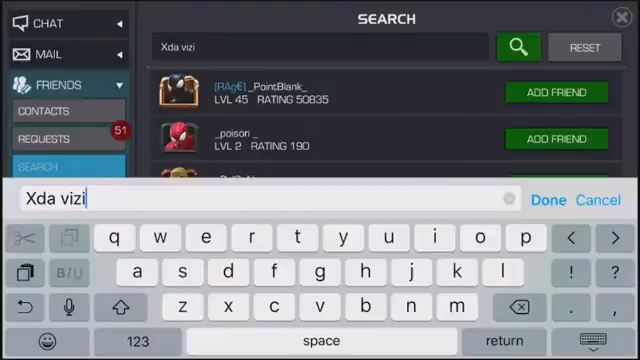 CHAT
MAIL
FRIENDS
CONTACTS
REQUESTS
51
SEARCH
SEARCH
Xda vizi
RESET
[RAg€] _PointBlank_
LVL 45 RATING 50835
ADD FRIEND
_poison _
LVL 2 RATING 190
ADD FRIEND
Xda vizi
Done
Cancel
q w e r t y u i o p < >
B/U a s d f g h j k l ! ?
z x c v b n m . ,
123
space
return